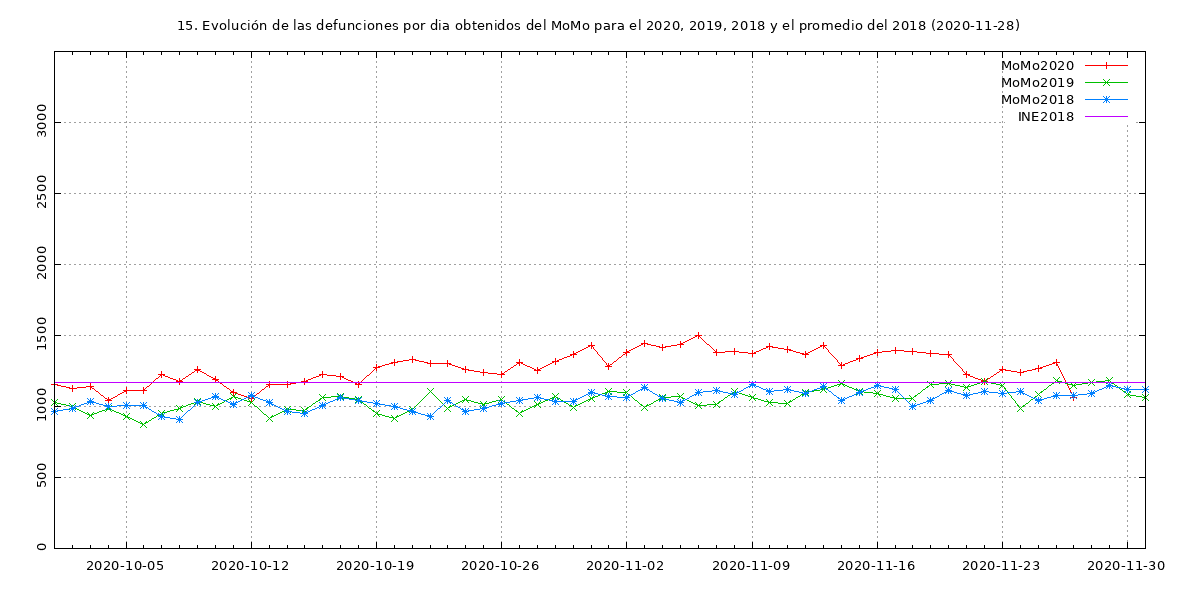 15. Evolución de las defunciones por dia obtenidos del MoMo para el 2020, 2019, 2018 y el promedio del 2018 (2020-11-28)
MoMo2020
MoMo2019
MoMo2018
INE2018
3000
2500
2000
1500
1000
500
0
2020-10-05 2020-10-12 2020-10-19 2020-10-26 2020-11-02 2020-11-09 2020-11-16 2020-11-23 2020-11-30